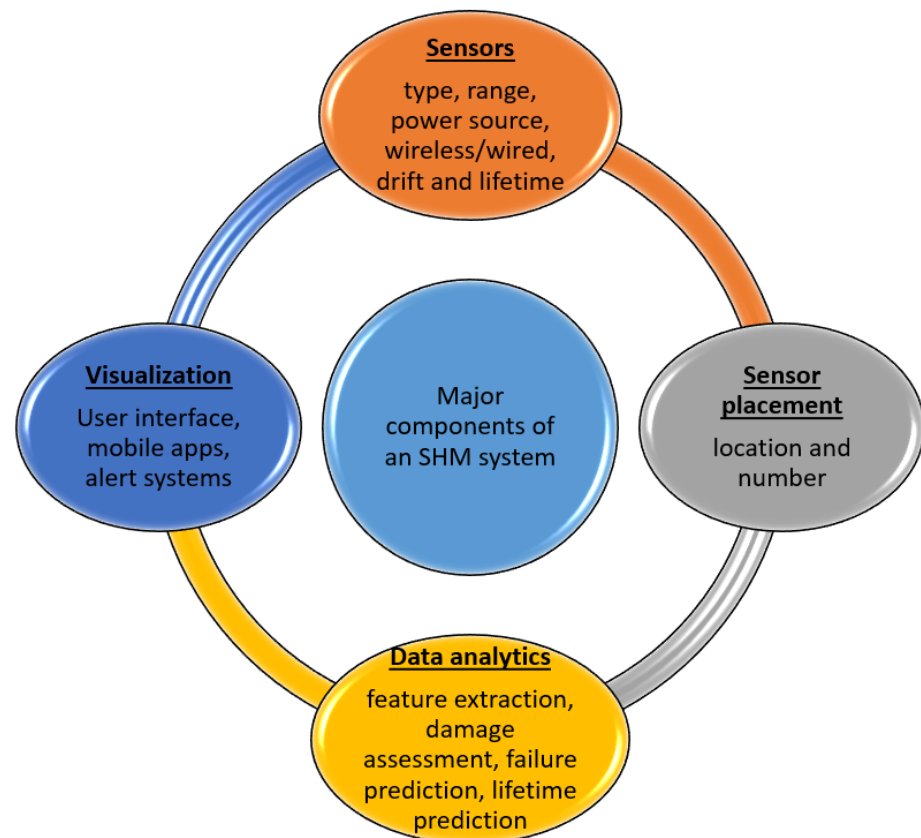 Sensors
type, range,
power source,
wireless/wired,
drift and lifetime
Visualization
User interface,
mobile apps,
alert systems
Major
components of
an SHM system
Sensor
placement
location and
number
Data analytics
feature extraction,
damage
assessment, failure
prediction, lifetime
prediction